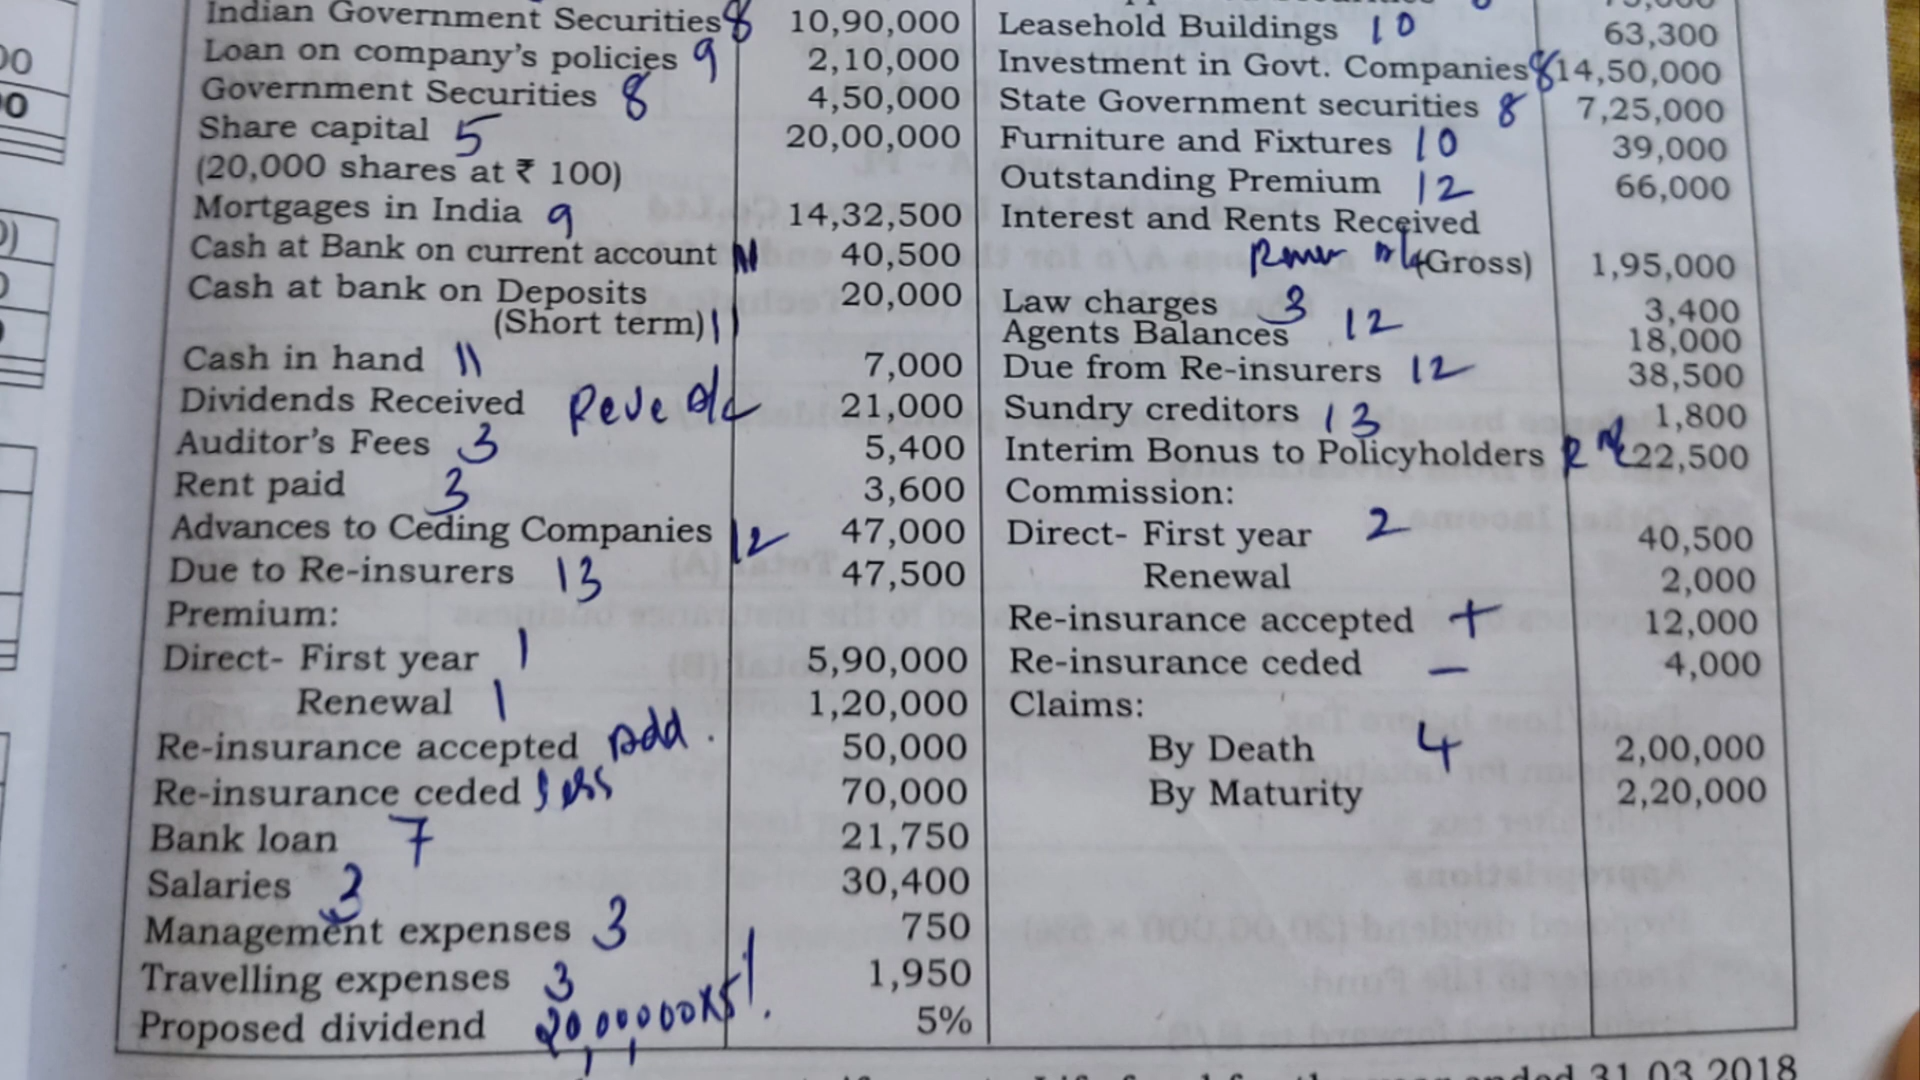 00
00
0)
0
Indian Government Securities 8 10,90,000
Loan on company's policies 9 2,10,000
Government Securities 8 4,50,000
Share capital 5 20,00,000
(20,000 shares at ₹ 100)
Mortgages in India 9 14,32,500
Cash at Bank on current account 11 40,500
Cash at bank on Deposits 20,000
(Short term) 11
Cash in hand 11 7,000
Dividends Received Reve a/c 21,000
Auditor's Fees 3 5,400
Rent paid 3 3,600
Advances to Ceding Companies 12 47,000
Due to Re-insurers 13 47,500
Premium:
Direct- First year 1 5,90,000
Renewal 1 1,20,000
Re-insurance accepted Add. 50,000
Re-insurance ceded less 70,000
Bank loan 7 21,750
Salaries 3 30,400
Management expenses 3 750
Travelling expenses 3 1,950
Proposed dividend 20,00,000X5%. 5%
Leasehold Buildings 10 63,300
Investment in Govt. Companies 8 14,50,000
State Government securities 8 7,25,000
Furniture and Fixtures 10 39,000
Outstanding Premium 12 66,000
Interest and Rents Received
(Gross) 1,95,000
Law charges 3 3,400
Agents Balances 12 18,000
Due from Re-insurers 12 38,500
Sundry creditors 13 1,800
Interim Bonus to Policyholders 22,500
Commission:
Direct- First year 2 40,500
Renewal 2,000
Re-insurance accepted + 12,000
Re-insurance ceded − 4,000
Claims:
By Death 4 2,00,000
By Maturity 2,20,000
31.03.2018